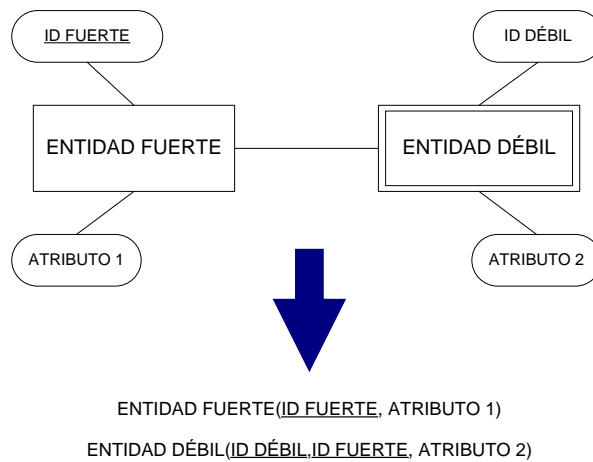 ID FUERTE
ID DÉBIL
ENTIDAD FUERTE
ENTIDAD DÉBIL
ATRIBUTO 1
ATRIBUTO 2
ENTIDAD FUERTE(ID FUERTE, ATRIBUTO 1)
ENTIDAD DÉBIL(ID DÉBIL,ID FUERTE, ATRIBUTO 2)